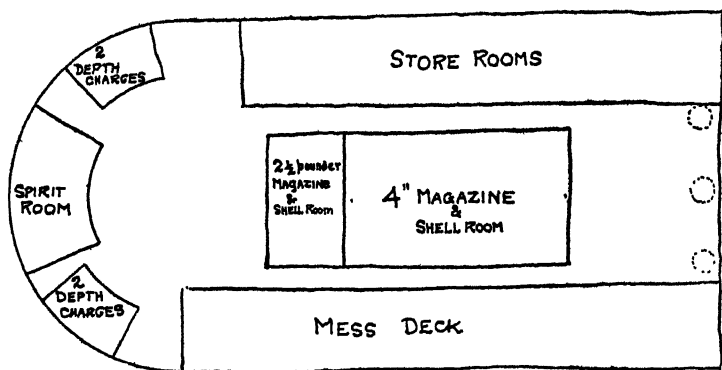 2
DEPTH
CHARGES
STORE ROOMS
SPIRIT
ROOM
2½ pounder
MAGAZINE
&
SHELL ROOM
4" MAGAZINE
&
SHELL ROOM
2
DEPTH
CHARGES
MESS DECK